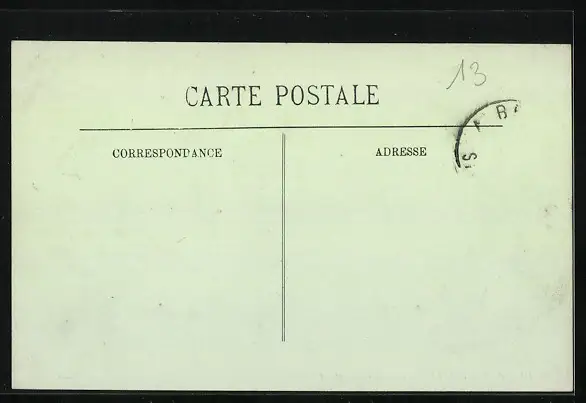 13
CARTE POSTALE
CORRESPONDANCE
ADRESSE